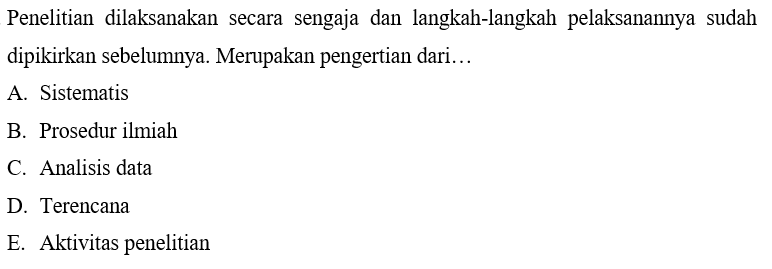 Penelitian dilaksanakan secara sengaja dan langkah-langkah pelaksanannya sudah
dipikirkan sebelumnya. Merupakan pengertian dari…
A. Sistematis
B. Prosedur ilmiah
C. Analisis data
D. Terencana
E. Aktivitas penelitian